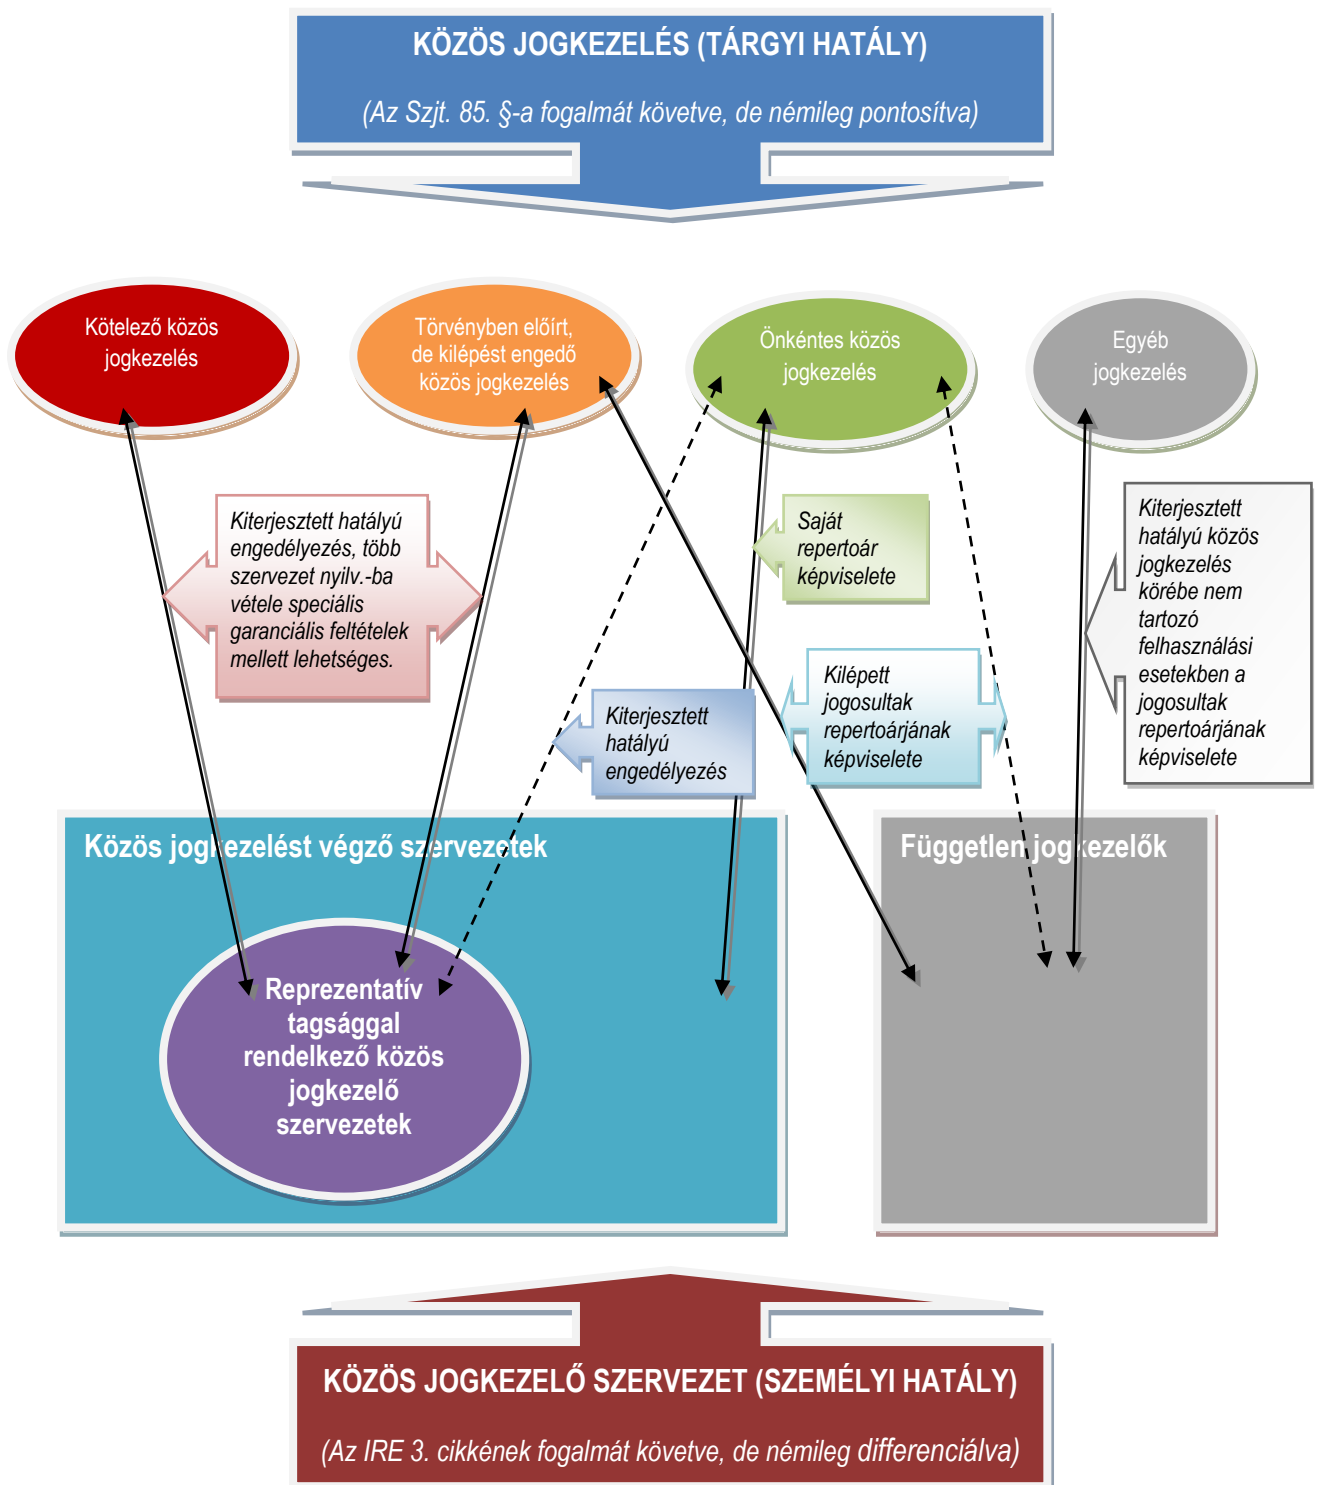 KÖZÖS JOGKEZELÉS (TÁRGYI HATÁLY)
(Az Szjt. 85. §-a fogalmát követve, de némileg pontosítva)
Kötelező közös
jogkezelés
Törvényben előírt,
de kilépést engedő
közös jogkezelés
Önkéntes közös
jogkezelés
Egyéb
jogkezelés
Kiterjesztett hatályú
engedélyezés, több
szervezet nyilv.-ba
vétele speciális
garanciális feltételek
mellett lehetséges.
Saját
repertoár
képviselete
Kiterjesztett
hatályú közös
jogkezelés
körébe nem
tartozó
felhasználási
esetekben a
jogosultak
repertoárjának
képviselete
Kiterjesztett
hatályú
engedélyezés
Kilépett
jogosultak
repertoárjának
képviselete
Közös jogkezelést végző szervezetek
Független jogkezelők
Reprezentatív
tagsággal
rendelkező közös
jogkezelő
szervezetek
KÖZÖS JOGKEZELŐ SZERVEZET (SZEMÉLYI HATÁLY)
(Az IRE 3. cikkének fogalmát követve, de némileg differenciálva)